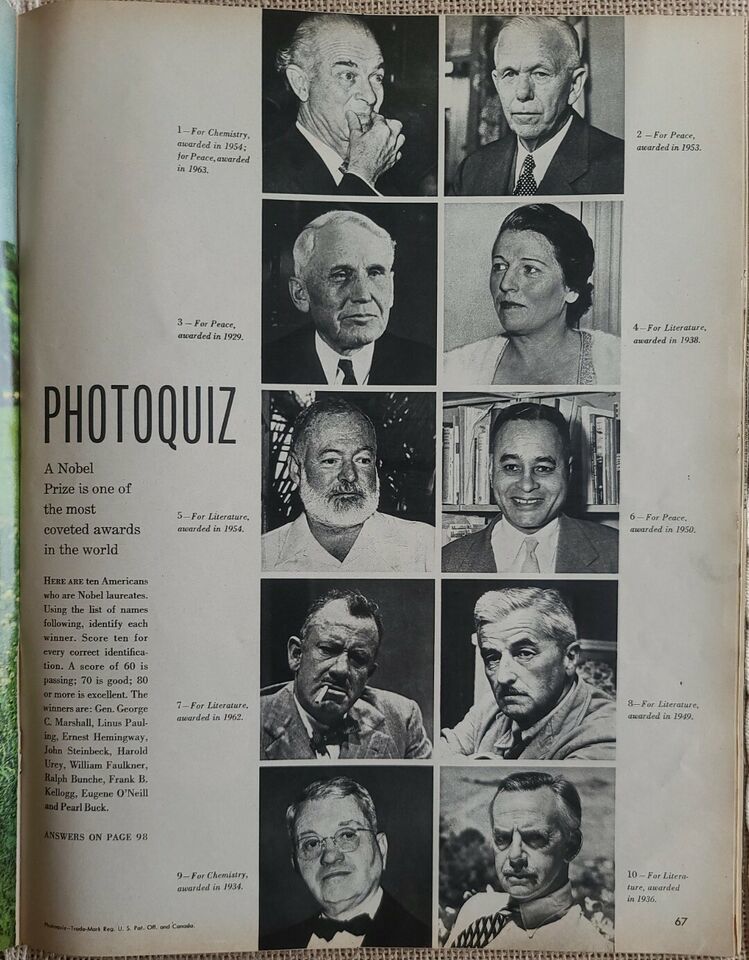 1—For Chemistry,
awarded in 1954;
for Peace, awarded
in 1963.
2 —For Peace,
awarded in 1953.
3 — For Peace,
awarded in 1929.
4—For Literature,
awarded in 1938.
PHOTOQUIZ
A Nobel
Prize is one of
the most
coveted awards
in the world
HERE ARE ten Americans
who are Nobel laureates.
Using the list of names
following, identify each
winner. Score ten for
every correct identifica-
tion. A score of 60 is
passing; 70 is good; 80
or more is excellent. The
winners are: Gen. George
C. Marshall, Linus Paul-
ing, Ernest Hemingway,
John Steinbeck, Harold
Urey, William Faulkner,
Ralph Bunche, Frank B.
Kellogg, Eugene O'Neill
and Pearl Buck.
ANSWERS ON PAGE 98
5—For Literature,
awarded in 1954.
6 —For Peace,
awarded in 1950.
7—For Literature,
awarded in 1962.
8—For Literature,
awarded in 1949.
9—For Chemistry,
awarded in 1934.
10 —For Litera-
ture, awarded
in 1936.
Photoquiz—Trade-Mark Reg. U. S. Pat. Off. and Canada.
67